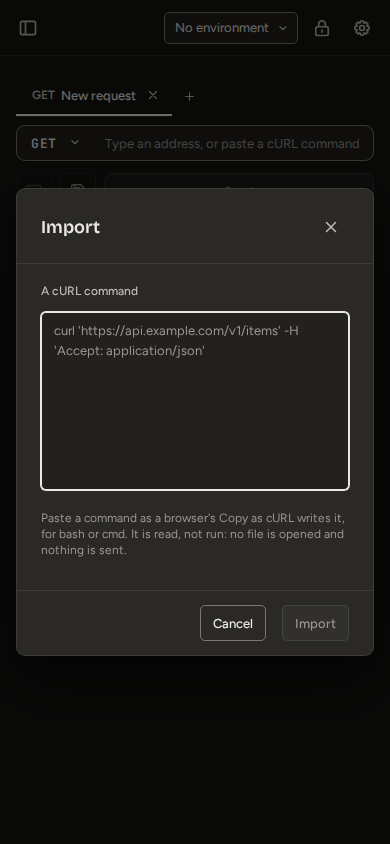 No environment
GET New request
GET
Type an address, or paste a cURL command
Import
A cURL command
curl 'https://api.example.com/v1/items' -H
'Accept: application/json'
Paste a command as a browser's Copy as cURL writes it,
for bash or cmd. It is read, not run: no file is opened and
nothing is sent.
Cancel
Import